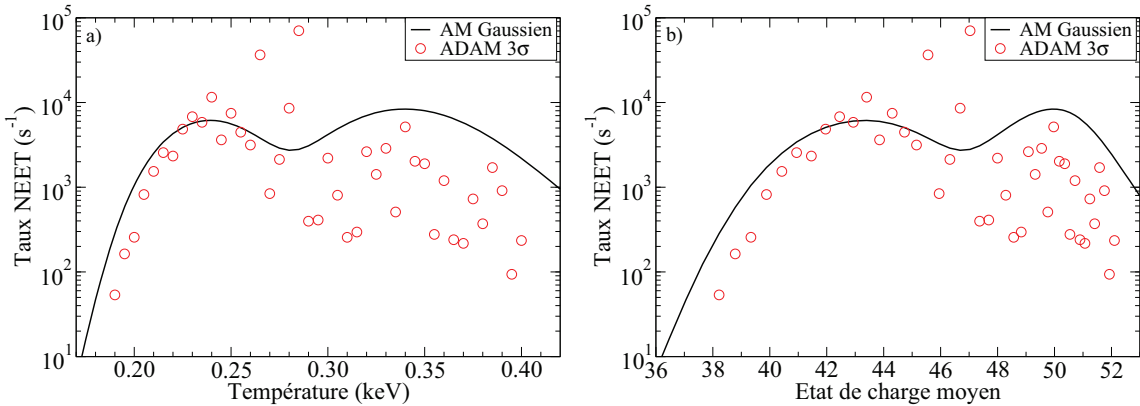 a)
AM Gaussien
ADAM 3σ
Taux NEET (s⁻¹)
10⁵
10⁴
10³
10²
10¹
0.20 0.25 0.30 0.35 0.40
Température (keV)
b)
AM Gaussien
ADAM 3σ
Taux NEET (s⁻¹)
10⁵
10⁴
10³
10²
10¹
36 38 40 42 44 46 48 50 52
Etat de charge moyen